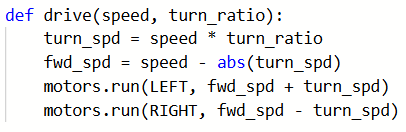 def drive(speed, turn_ratio):
    turn_spd = speed * turn_ratio
    fwd_spd = speed - abs(turn_spd)
    motors.run(LEFT, fwd_spd + turn_spd)
    motors.run(RIGHT, fwd_spd - turn_spd)